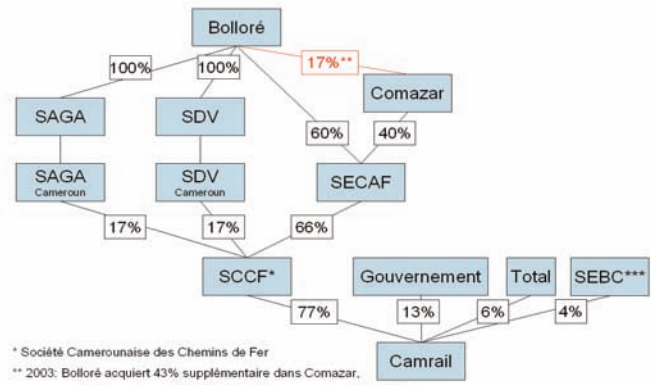 Bolloré
100%
100%
17%**
Comazar
SAGA
SDV
60%
40%
SAGA
Cameroun
SDV
Cameroun
SECAF
17%
17%
66%
SCCF*
Gouvernement
Total
SEBC***
77%
13%
6%
4%
Camrail
* Société Camerounaise des Chemins de Fer
** 2003: Bolloré acquiert 43% supplémentaire dans Comazar,